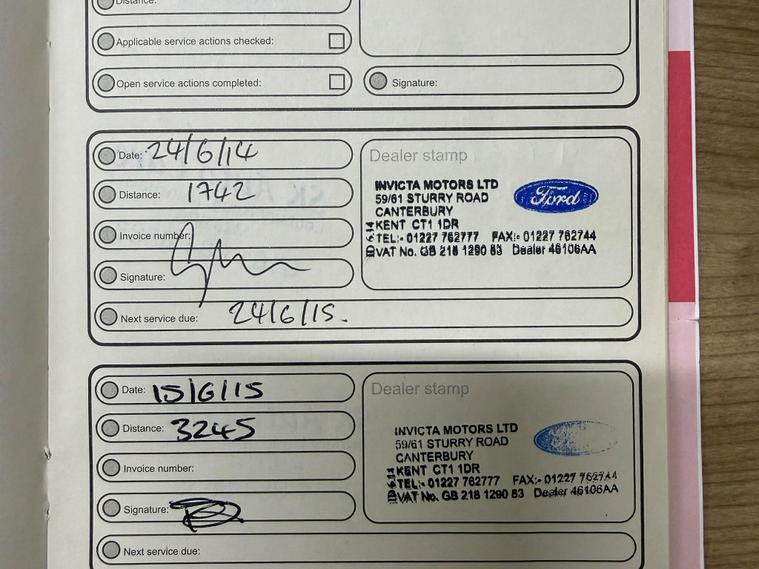 Distance:
Applicable service actions checked:
Open service actions completed:
Signature:
Date: 24/6/14
Distance: 1742
Invoice number:
Signature:
Next service due: 24/6/15.
Dealer stamp
INVICTA MOTORS LTD
59/61 STURRY ROAD
CANTERBURY
KENT CT1 1DR
TEL:- 01227 762777 FAX:- 01227 762744
VAT No. GB 218 1290 83 Dealer 46106AA
Ford
Date: 15/6/15
Distance: 3245
Invoice number:
Signature:
Next service due:
Dealer stamp
INVICTA MOTORS LTD
59/61 STURRY ROAD
CANTERBURY
KENT CT1 1DR
TEL:- 01227 762777 FAX:- 01227 762744
VAT No. GB 218 1290 83 Dealer 46106AA